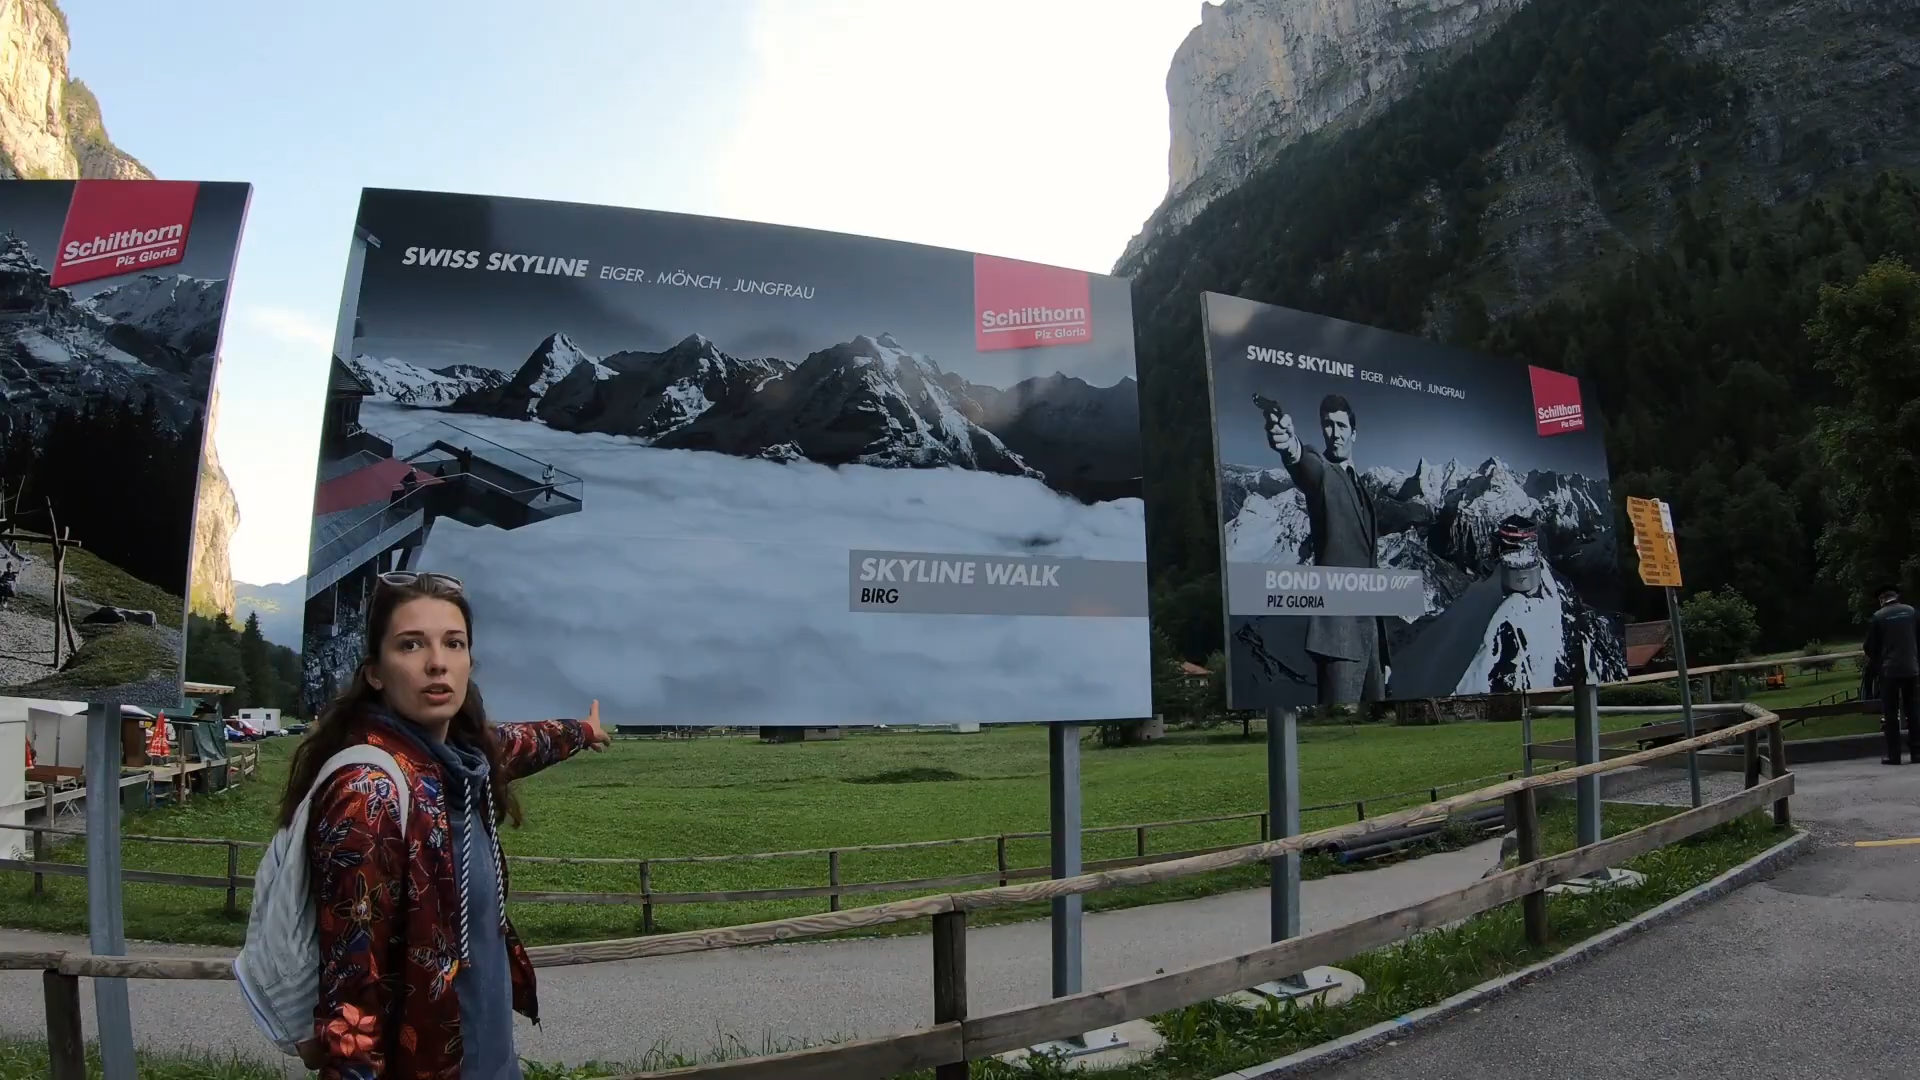 Schilthorn
Piz Gloria
SWISS SKYLINE EIGER . MÖNCH . JUNGFRAU
Schilthorn
Piz Gloria
SKYLINE WALK
BIRG
SWISS SKYLINE EIGER . MÖNCH . JUNGFRAU
Schilthorn
Piz Gloria
BOND WORLD 007
PIZ GLORIA